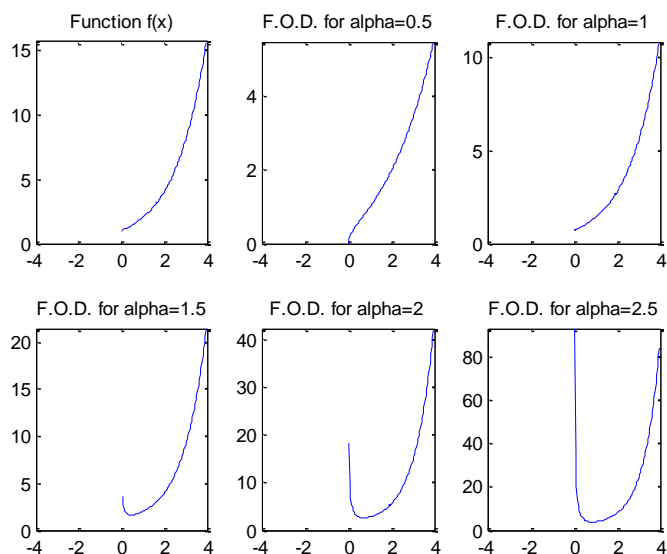 Function f(x)
F.O.D. for alpha=0.5
F.O.D. for alpha=1
15
10
5
0
-4 -2 0 2 4
4
2
0
-4 -2 0 2 4
10
5
0
-4 -2 0 2 4
F.O.D. for alpha=1.5
F.O.D. for alpha=2
F.O.D. for alpha=2.5
20
15
10
5
0
-4 -2 0 2 4
40
30
20
10
0
-4 -2 0 2 4
80
60
40
20
0
-4 -2 0 2 4